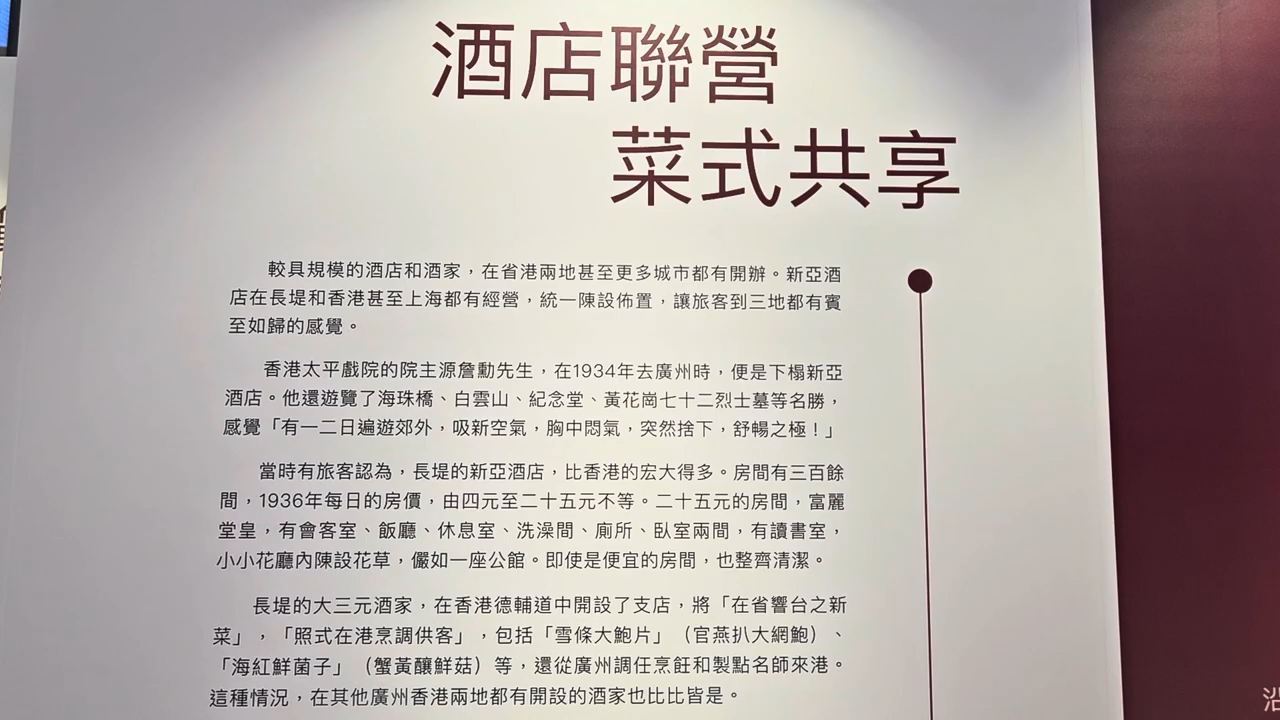 酒店聯營
菜式共享
較具規模的酒店和酒家，在省港兩地甚至更多城市都有開辦。新亞酒
店在長堤和香港甚至上海都有經營，統一陳設佈置，讓旅客到三地都有賓
至如歸的感覺。
香港太平戲院的院主源詹勳先生，在1934年去廣州時，便是下榻新亞
酒店。他還遊覽了海珠橋、白雲山、紀念堂、黃花崗七十二烈士墓等名勝，
感覺「有一二日遍遊郊外，吸新空氣，胸中悶氣，突然捨下，舒暢之極！」
當時有旅客認為，長堤的新亞酒店，比香港的宏大得多。房間有三百餘
間，1936年每日的房價，由四元至二十五元不等。二十五元的房間，富麗
堂皇，有會客室、飯廳、休息室、洗澡間、廁所、臥室兩間，有讀書室，
小小花廳內陳設花草，儼如一座公館。即使是便宜的房間，也整齊清潔。
長堤的大三元酒家，在香港德輔道中開設了支店，將「在省響台之新
菜」，「照式在港烹調供客」，包括「雪條大鮑片」（官燕扒大網鮑）、
「海紅鮮菌子」（蟹黃釀鮮菇）等，還從廣州調任烹飪和製點名師來港。
這種情況，在其他廣州香港兩地都有開設的酒家也比比皆是。
沿